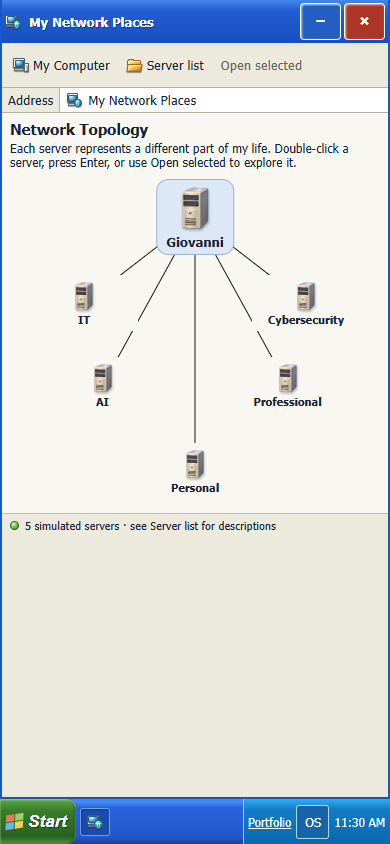 My Network Places
My Computer
Server list
Open selected
Address
My Network Places
Network Topology
Each server represents a different part of my life. Double-click a
server, press Enter, or use Open selected to explore it.
Giovanni
IT
Cybersecurity
AI
Professional
Personal
5 simulated servers · see Server list for descriptions
Start
Portfolio
OS
11:30 AM